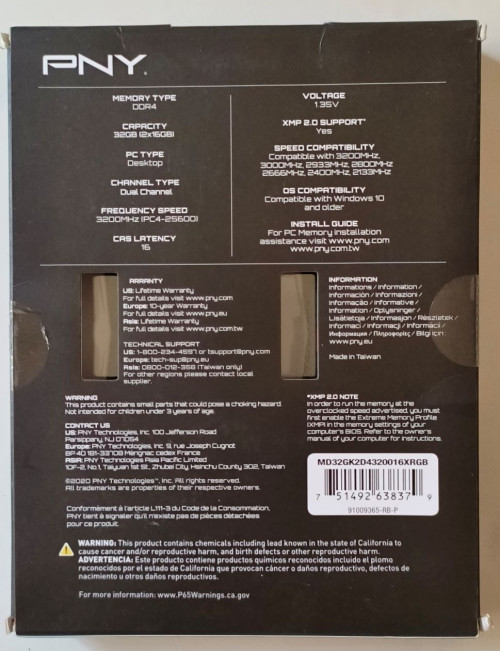 PNY.
MEMORY TYPE
DDR4
CAPACITY
32GB (2x16GB)
PC TYPE
Desktop
CHANNEL TYPE
Dual Channel
FREQUENCY SPEED
3200MHz (PC4-25600)
CAS LATENCY
16
VOLTAGE
1.35V
XMP 2.0 SUPPORT*
Yes
SPEED COMPATIBILITY
Compatible with 3200MHz,
3000MHz, 2933MHz, 2800MHz
2666MHz, 2400MHz, 2133MHz
OS COMPATIBILITY
Compatible with Windows 10
and older
INSTALL GUIDE
For PC Memory installation
assistance visit www.pny.com
www.pny.com.tw
ARRANTY
US: Lifetime Warranty
For full details visit www.pny.com
Europe: 10-year Warranty
For full details visit www.pny.eu
Asia: Lifetime Warranty
For full details visit www.pny.com.tw
TECHNICAL SUPPORT
US: 1-800-234-4597 or tsupport@pny.com
Europe: tech-sup@pny.eu
Asia: 0800-012-356 (Taiwan only)
For other regions please contact local
supplier.
INFORMATION
Informations / Information /
Información / Informazioni /
Informação / Informative /
Information / Oplysninger /
Lisätietoja / Informasjon / Részletek /
Informaci / Informacji / Informácií /
Информация / Πληροφορίες / Bilgi için :
www.pny.eu
Made in Taiwan
WARNING
This product contains small parts that could pose a choking hazard.
Not intended for children under 3 years of age.
CONTACT US
US: PNY Technologies, Inc. 100 Jefferson Road
Parsippany, NJ 07054
Europe: PNY Technologies, Inc. 9, rue Joseph Cugnot
BP 40 181-33708 Mérignac cedex France
ASIA: PNY Technologies Asia Pacific Limited
10F-2, No.1, Taiyuan 1st St., Zhubei City, Hsinchu County 302, Taiwan
©2020 PNY Technologies™, Inc. All rights reserved.
All trademarks are properties of their respective owners.
Conformément à l'article L111-3 du Code de la Consommation,
PNY tient à signaler qu'il n'existe pas de pièces détachées
pour ce produit.
*XMP 2.0 NOTE
In order to run the memory at the
overclocked speed advertised, you must
first enable the Extreme Memory Profile
(XMP) in the memory settings of your
computer's BIOS. Refer to the owner's
manual of your computer for instructions.
MD32GK2D4320016XRGB
7 51492 63837 9
91009365-RB-P
WARNING: This product contains chemicals including lead known in the state of California to
cause cancer and/or reproductive harm, and birth defects or other reproductive harm.
ADVERTENCIA: Este producto contiene productos químicos reconocidos incluido el plomo
reconocidos por el estado de California que provocan cáncer o daños reproductivo, defectos de
nacimiento u otros daños reproductivos.
For more information: www.P65Warnings.ca.gov